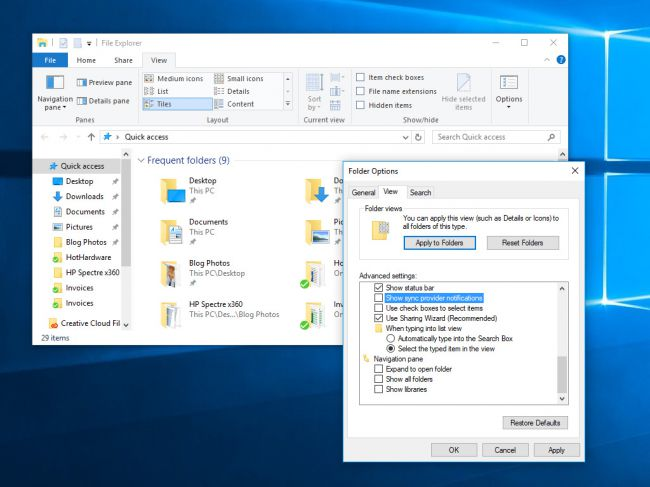 File Explorer
File Home Share View
Navigation pane
Preview pane
Details pane
Panes
Medium icons Small icons
List Details
Tiles Content
Layout
Sort by
Current view
Item check boxes
File name extensions
Hidden items
Hide selected items
Show/hide
Options
Quick access
Search Quick access
Quick access
Desktop
Downloads
Documents
Pictures
Blog Photos
HotHardware
HP Spectre x360
Invoices
Invoices
Creative Cloud Fil
29 items
Frequent folders (9)
Desktop
This PC
Do
Th
Documents
This PC
Pic
Th
Blog Photos
This PC\Desktop
HP Spectre x360
This PC\Des...\Blog Photos
Inv
On
Folder Options
General View Search
Folder views
You can apply this view (such as Details or Icons) to
all folders of this type.
Apply to Folders Reset Folders
Advanced settings:
Show status bar
Show sync provider notifications
Use check boxes to select items
Use Sharing Wizard (Recommended)
When typing into list view
Automatically type into the Search Box
Select the typed item in the view
Navigation pane
Expand to open folder
Show all folders
Show libraries
Restore Defaults
OK Cancel Apply